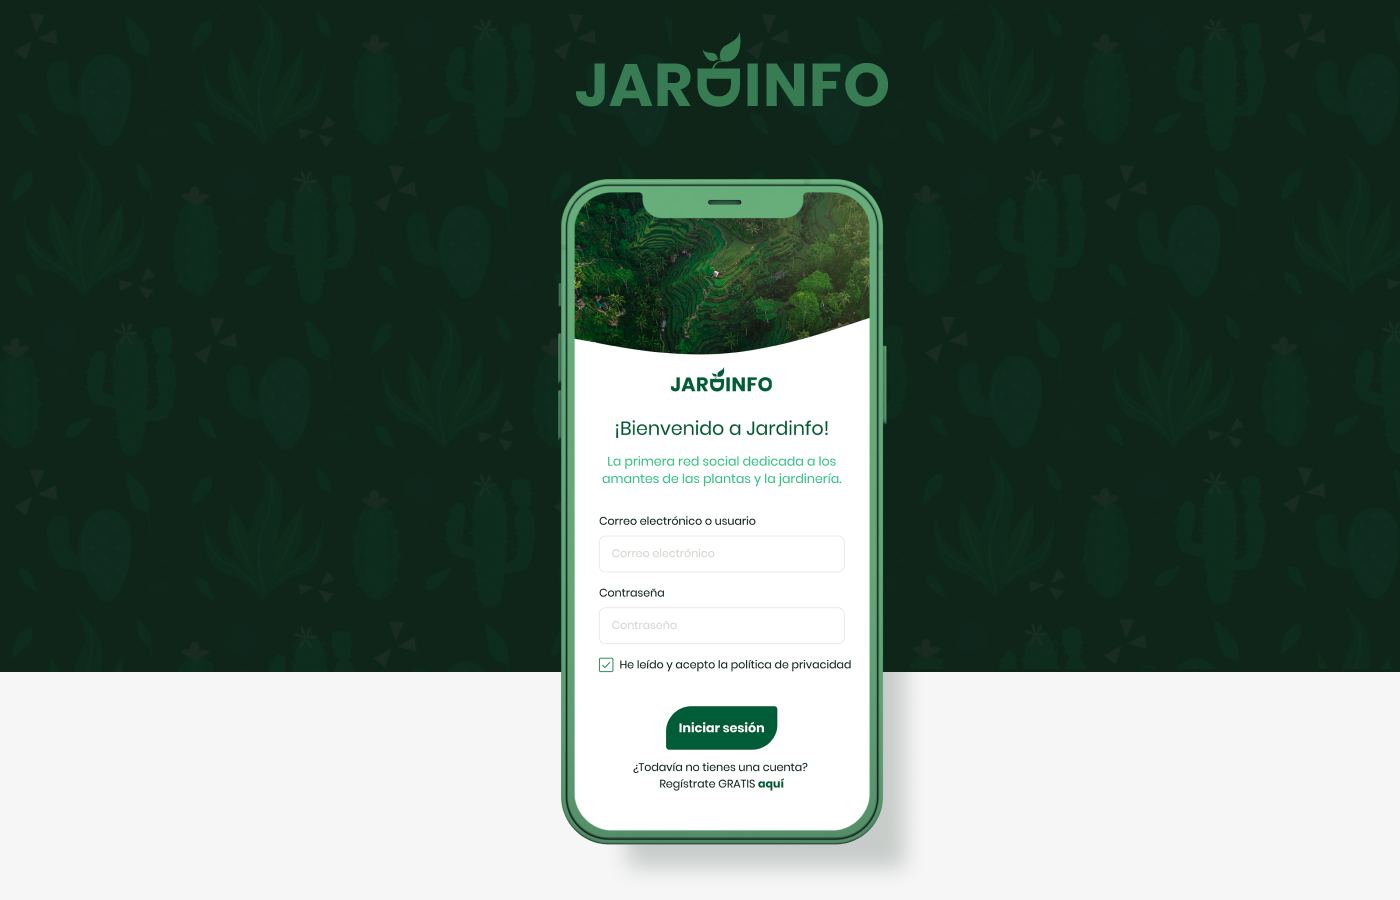 JARDINFO
JARDINFO
¡Bienvenido a Jardinfo!
La primera red social dedicada a los
amantes de las plantas y la jardinería.
Correo electrónico o usuario
Correo electrónico
Contraseña
Contraseña
He leído y acepto la política de privacidad
Iniciar sesión
¿Todavía no tienes una cuenta?
Regístrate GRATIS aquí